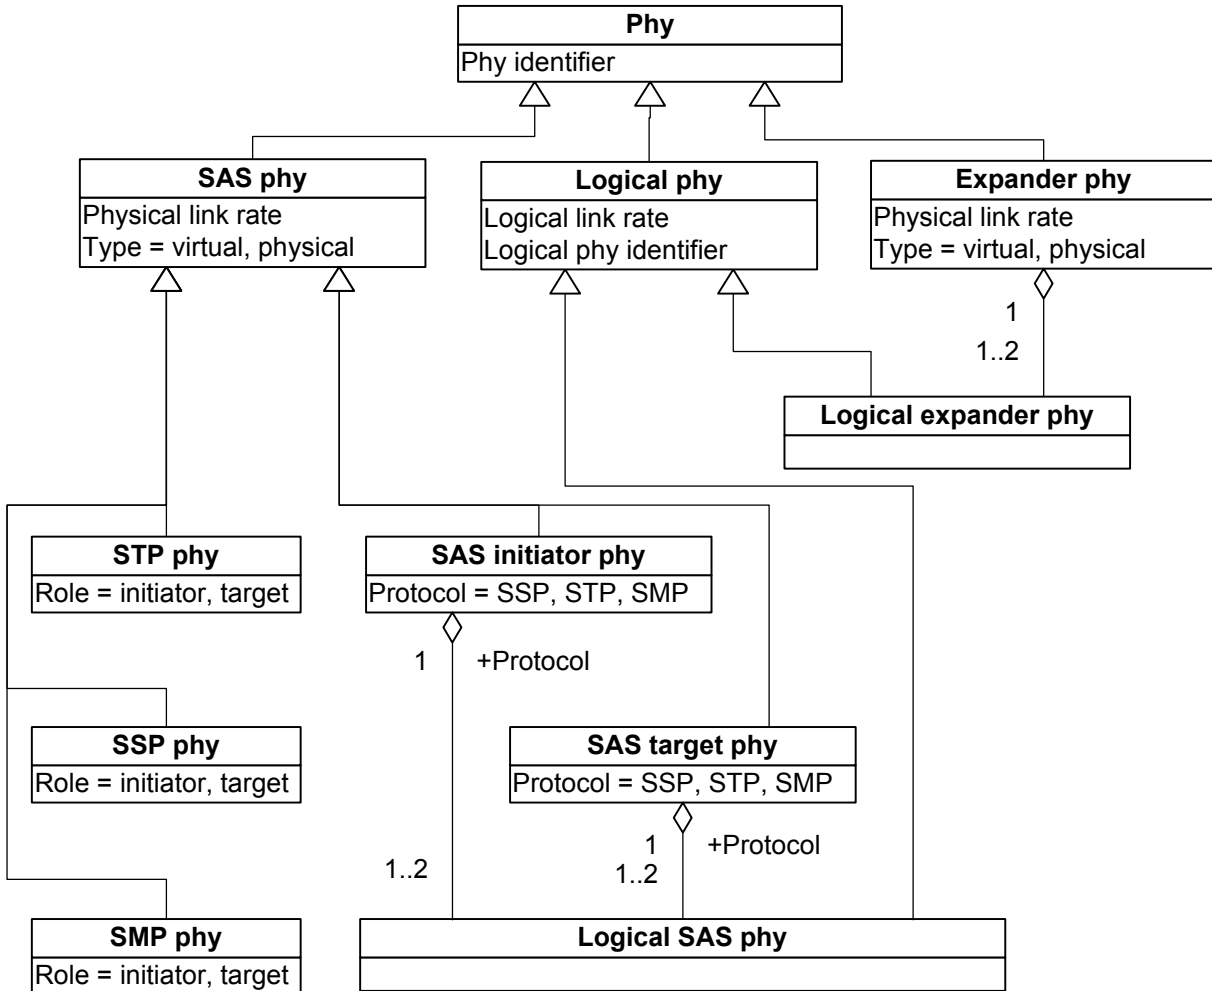 Phy
Phy identifier
SAS phy
Physical link rate
Type = virtual, physical
Logical phy
Logical link rate
Logical phy identifier
Expander phy
Physical link rate
Type = virtual, physical
1
1..2
Logical expander phy
STP phy
Role = initiator, target
SAS initiator phy
Protocol = SSP, STP, SMP
1
+Protocol
SSP phy
Role = initiator, target
SAS target phy
Protocol = SSP, STP, SMP
1
+Protocol
1..2
1..2
SMP phy
Role = initiator, target
Logical SAS phy